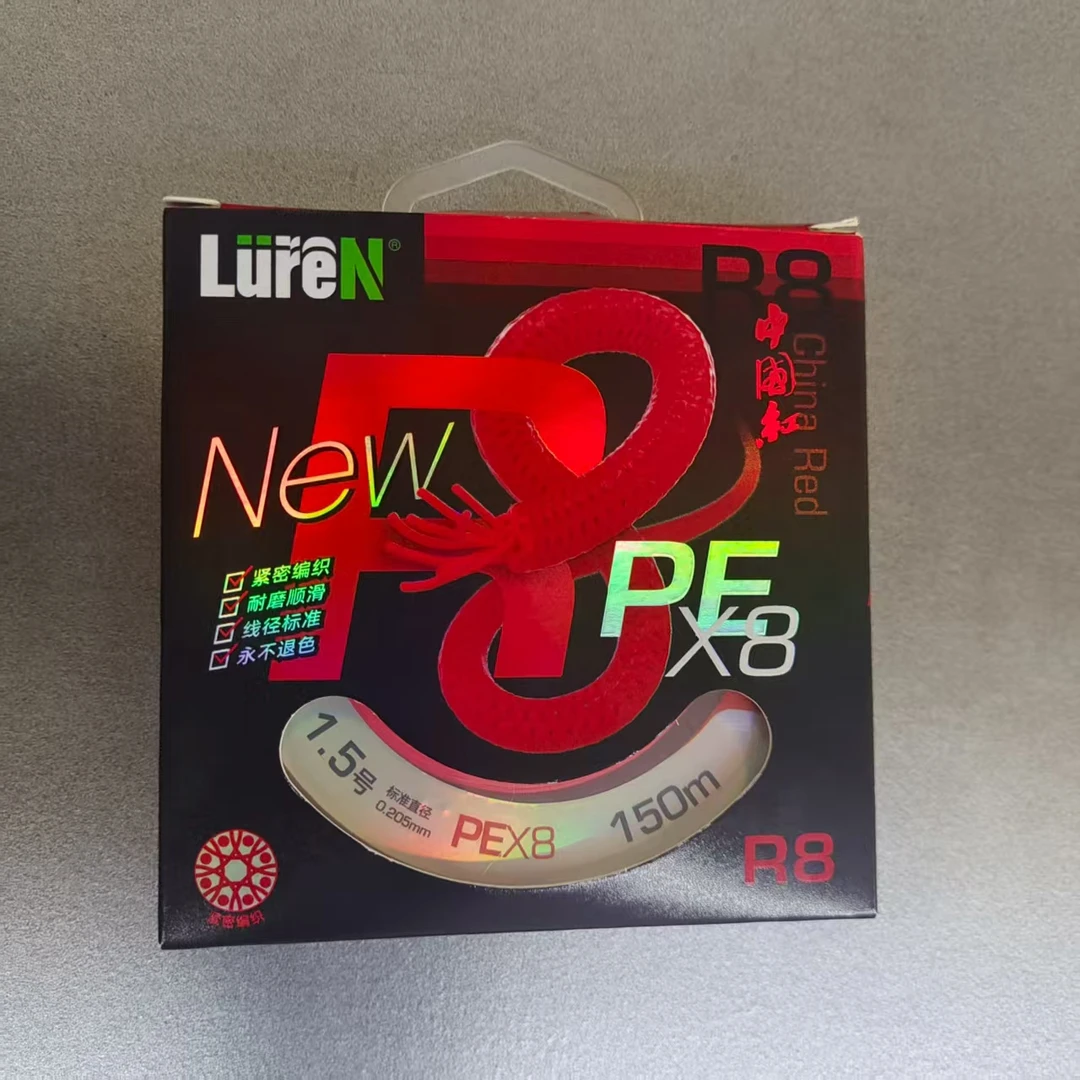 LüreN®
R8
中国红
China Red
New
R8
紧密编织
耐磨顺滑
线径标准
永不退色
PE
X8
1.5号
标准直径
0.205mm
PEX8
150m
R8
紧密编织